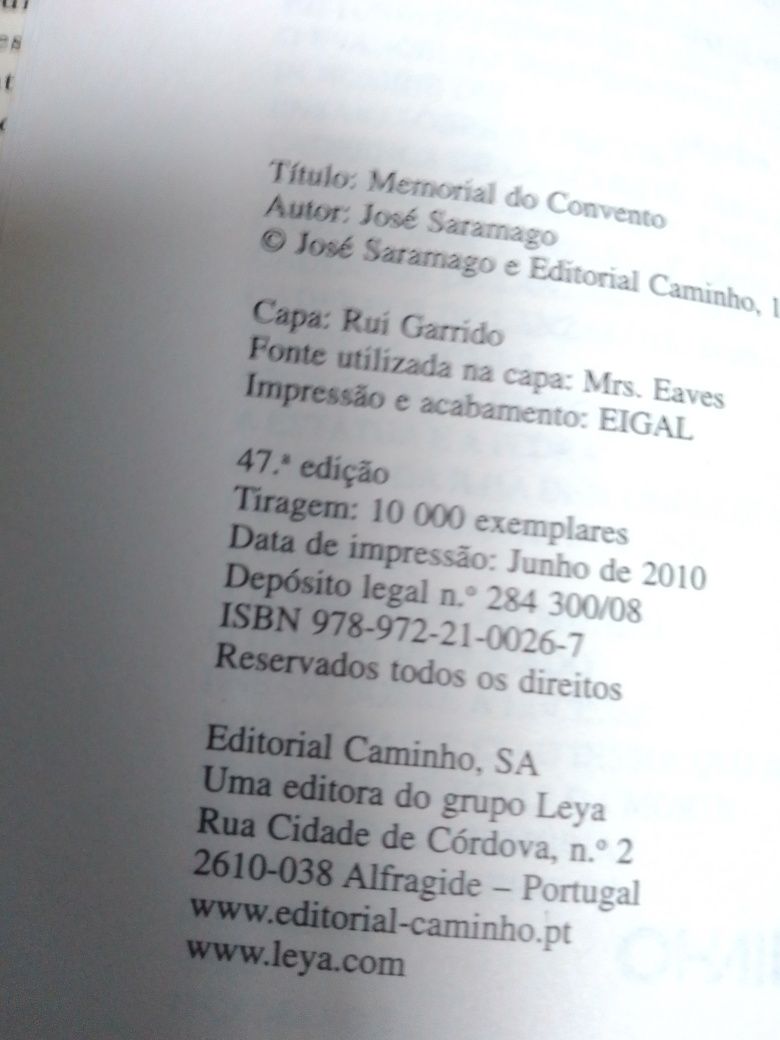 Título: Memorial do Convento
Autor: José Saramago
© José Saramago e Editorial Caminho, 1
Capa: Rui Garrido
Fonte utilizada na capa: Mrs. Eaves
Impressão e acabamento: EIGAL
47.ª edição
Tiragem: 10 000 exemplares
Data de impressão: Junho de 2010
Depósito legal n.º 284 300/08
ISBN 978-972-21-0026-7
Reservados todos os direitos
Editorial Caminho, SA
Uma editora do grupo Leya
Rua Cidade de Córdova, n.º 2
2610-038 Alfragide – Portugal
www.editorial-caminho.pt
www.leya.com